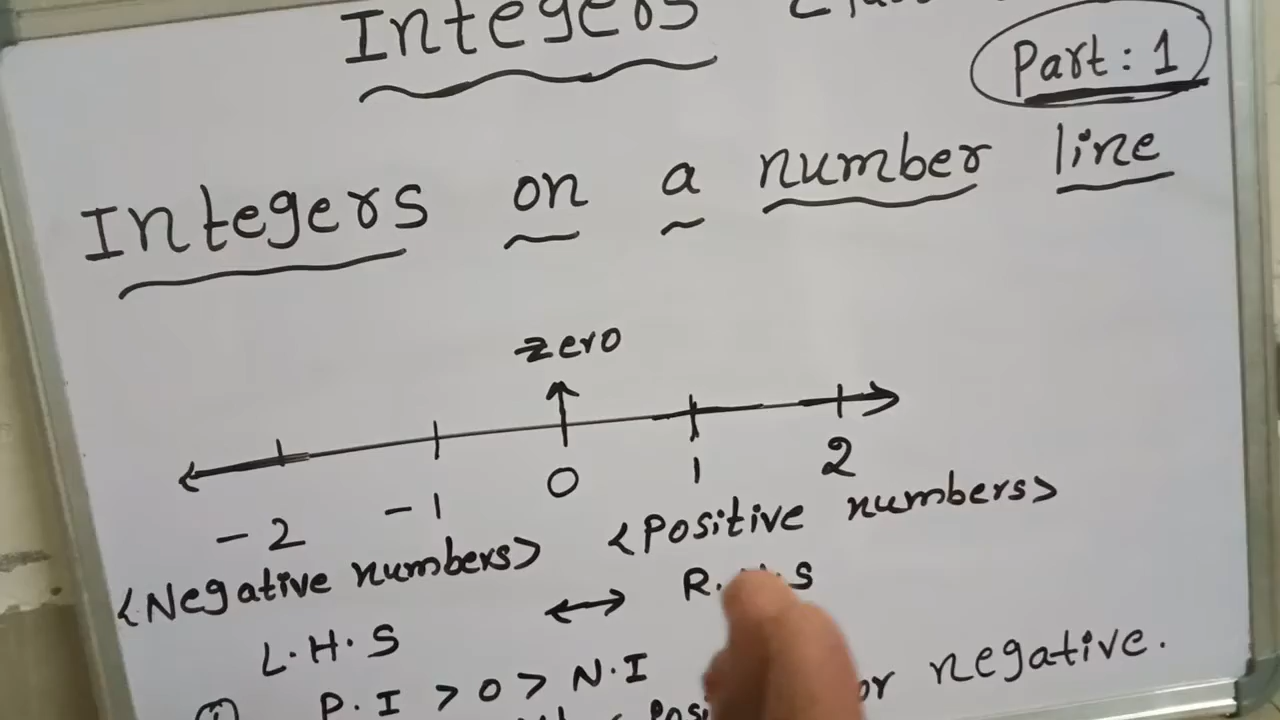 Integers
Part: 1
Integers on a number line
zero
-2 -1 0 1 2
<Negative numbers> <Positive numbers>
L.H.S ↔ R.H.S
P.I > 0 > N.I
or negative.